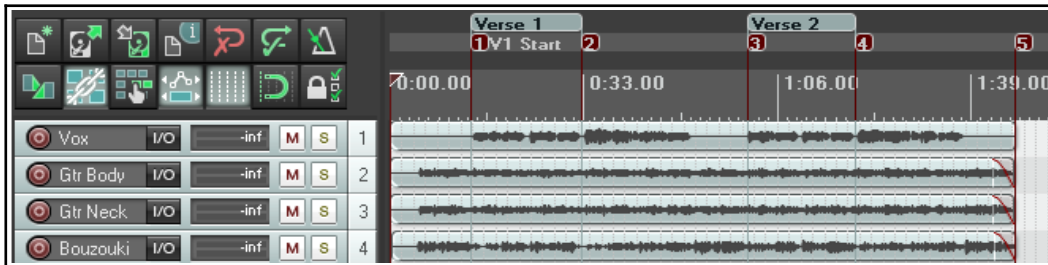 Verse 1 Verse 2
1 V1 Start 2 3 4 5
0:00.00 0:33.00 1:06.00 1:39.00
Vox I/O -inf M S 1
Gtr Body I/O -inf M S 2
Gtr Neck I/O -inf M S 3
Bouzouki I/O -inf M S 4